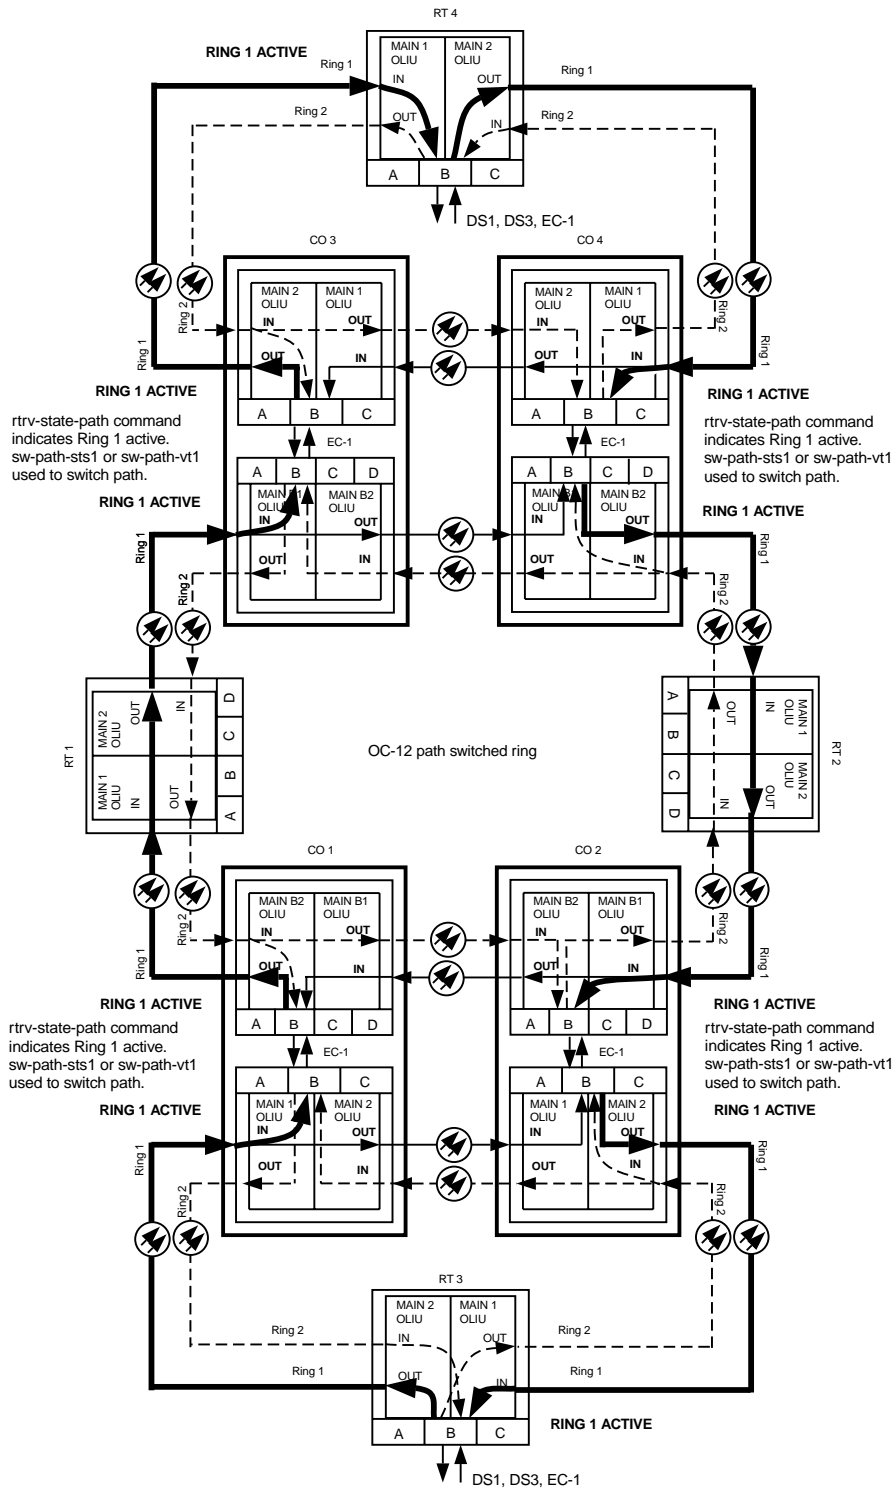 RT 4
RING 1 ACTIVE
MAIN 1 OLIU
MAIN 2 OLIU
Ring 1
IN
OUT
Ring 1
Ring 2
OUT
IN
Ring 2
A B C
DS1, DS3, EC-1
CO 3
CO 4
MAIN 2 OLIU
MAIN 1 OLIU
MAIN 2 OLIU
MAIN 1 OLIU
Ring 2
IN
OUT
IN
OUT
Ring 2
Ring 1
OUT
IN
OUT
IN
Ring 1
RING 1 ACTIVE
A B C
A B C
RING 1 ACTIVE
rtrv-state-path command
indicates Ring 1 active.
sw-path-sts1 or sw-path-vt1
used to switch path.
EC-1
EC-1
rtrv-state-path command
indicates Ring 1 active.
sw-path-sts1 or sw-path-vt1
used to switch path.
A B C D
A B C D
RING 1 ACTIVE
MAIN B1 OLIU
MAIN B2 OLIU
MAIN B1 OLIU
MAIN B2 OLIU
RING 1 ACTIVE
Ring 1
IN
OUT
IN
OUT
Ring 1
Ring 2
OUT
IN
OUT
IN
Ring 2
RT 1
MAIN 2 OLIU
OUT
IN
MAIN 1 OLIU
IN
OUT
D C B A
OC-12 path switched ring
A B C D
OUT
IN
MAIN 1 OLIU
IN
OUT
MAIN 2 OLIU
RT 2
CO 1
CO 2
MAIN B2 OLIU
MAIN B1 OLIU
MAIN B2 OLIU
MAIN B1 OLIU
Ring 2
IN
OUT
IN
OUT
Ring 2
Ring 1
OUT
IN
OUT
IN
Ring 1
RING 1 ACTIVE
A B C D
A B C D
RING 1 ACTIVE
rtrv-state-path command
indicates Ring 1 active.
sw-path-sts1 or sw-path-vt1
used to switch path.
EC-1
EC-1
rtrv-state-path command
indicates Ring 1 active.
sw-path-sts1 or sw-path-vt1
used to switch path.
A B C
A B C
RING 1 ACTIVE
MAIN 1 OLIU
MAIN 2 OLIU
MAIN 1 OLIU
MAIN 2 OLIU
RING 1 ACTIVE
Ring 1
IN
OUT
IN
OUT
Ring 1
Ring 2
OUT
IN
OUT
IN
Ring 2
RT 3
MAIN 2 OLIU
MAIN 1 OLIU
Ring 2
IN
OUT
Ring 2
Ring 1
OUT
IN
Ring 1
A B C
RING 1 ACTIVE
DS1, DS3, EC-1